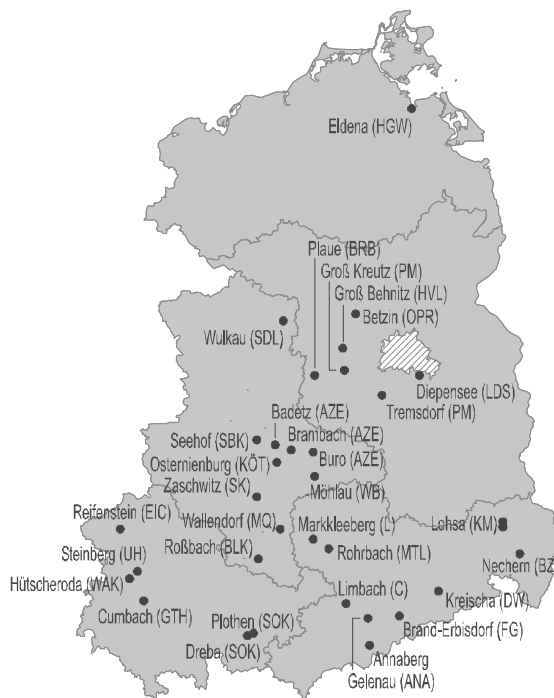 Eldena (HGW)
Plaue (BRB)
Groß Kreutz (PM)
Groß Behnitz (HVL)
Betzin (OPR)
Wulkau (SDL)
Diepensee (LDS)
Tremsdorf (PM)
Badetz (AZE)
Seehof (SBK)
Brambach (AZE)
Osternienburg (KÖT)
Buro (AZE)
Zaschwitz (SK)
Möhlau (WB)
Reifenstein (EIC)
Wallendorf (MQ)
Markkleeberg (L)
Lohsa (KM)
Steinberg (UH)
Roßbach (BLK)
Rohrbach (MTL)
Nechern (BZ)
Hütscheroda (WAK)
Limbach (C)
Kreischa (DW)
Cumbach (GTH)
Plothen (SOK)
Brand-Erbisdorf (FG)
Dreba (SOK)
Annaberg
Gelenau (ANA)